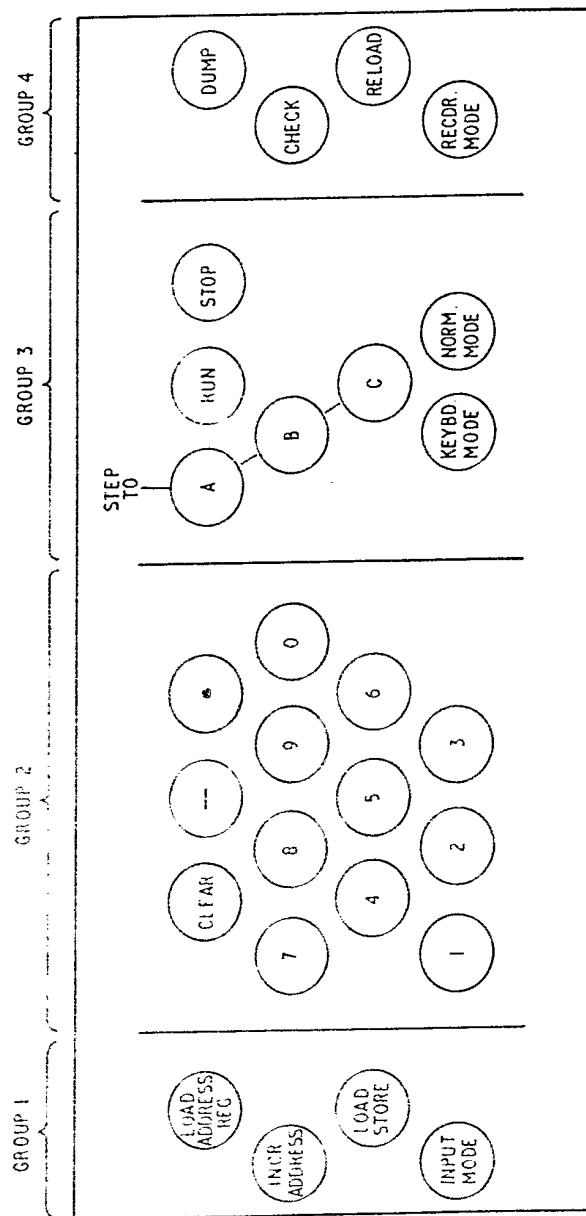 GROUP 1
LOAD
ADDRESS
REG
INCR
ADDRESS
LOAD
STORE
INPUT
MODE
GROUP 2
CLEAR
—
•
7
8
9
0
4
5
6
1
2
3
GROUP 3
STEP
TO
A
RUN
STOP
B
C
KEYBD.
MODE
NORM.
MODE
GROUP 4
DUMP
CHECK
RELOAD
RECDR.
MODE